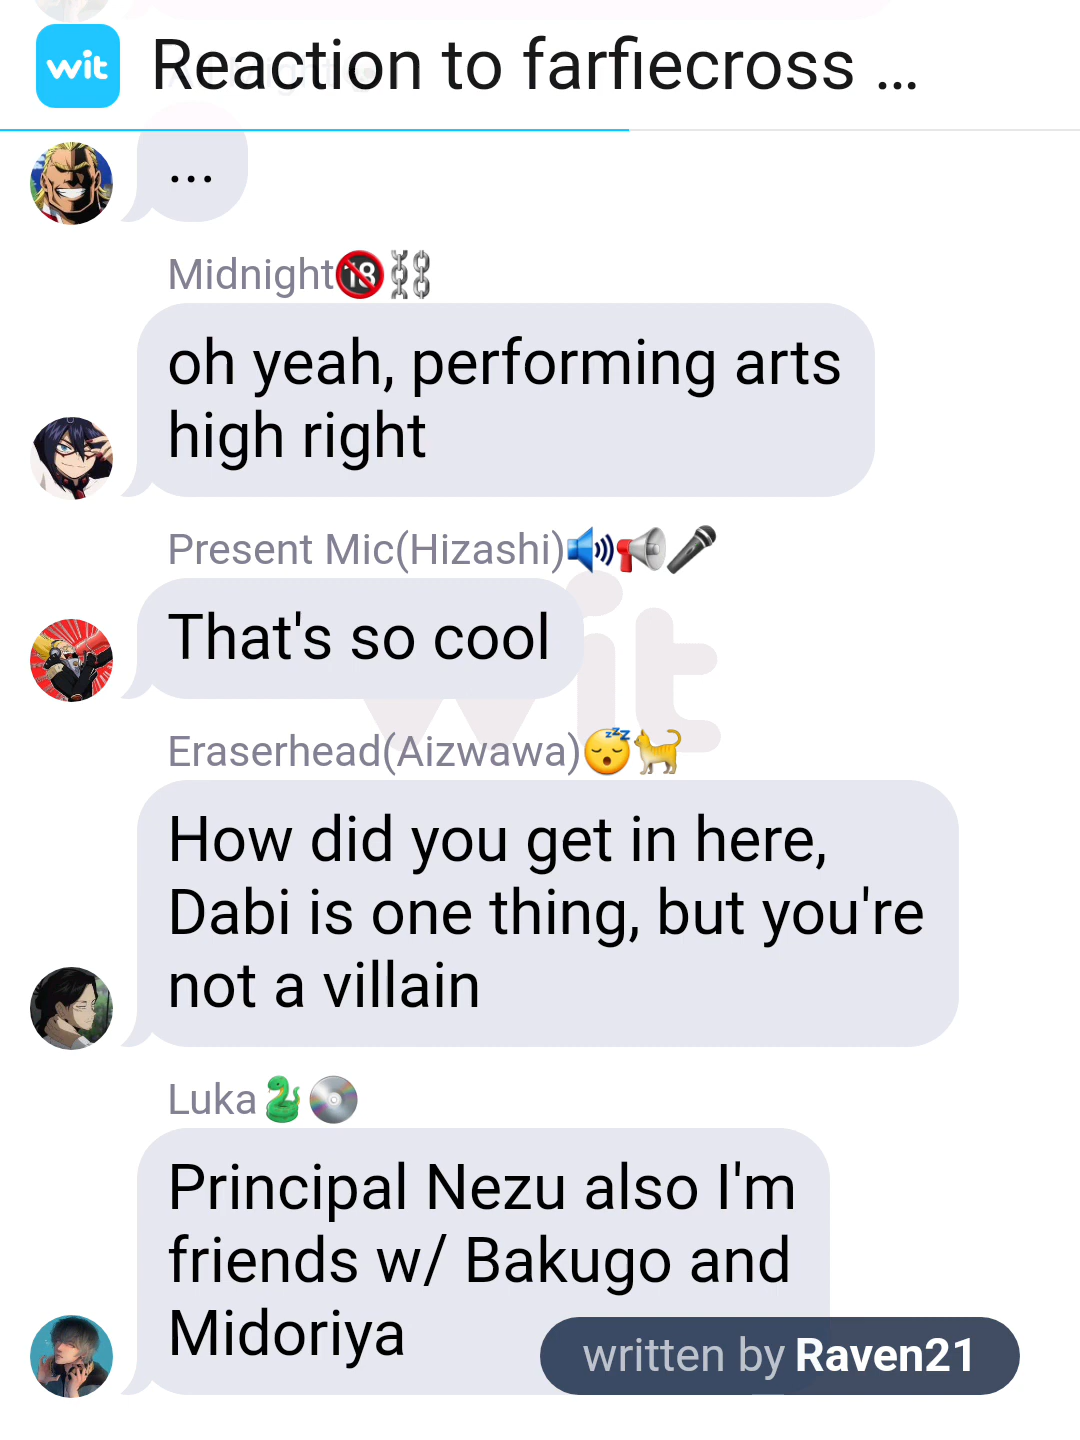 wit
Reaction to farfiecross ...
...
Midnight🔞⛓️⛓️
oh yeah, performing arts
high right
Present Mic(Hizashi)🔊📢🎤
That's so cool
wit
Eraserhead(Aizwawa)😴🐈
How did you get in here,
Dabi is one thing, but you're
not a villain
Luka🐍💿
Principal Nezu also I'm
friends w/ Bakugo and
Midoriya
written by Raven21